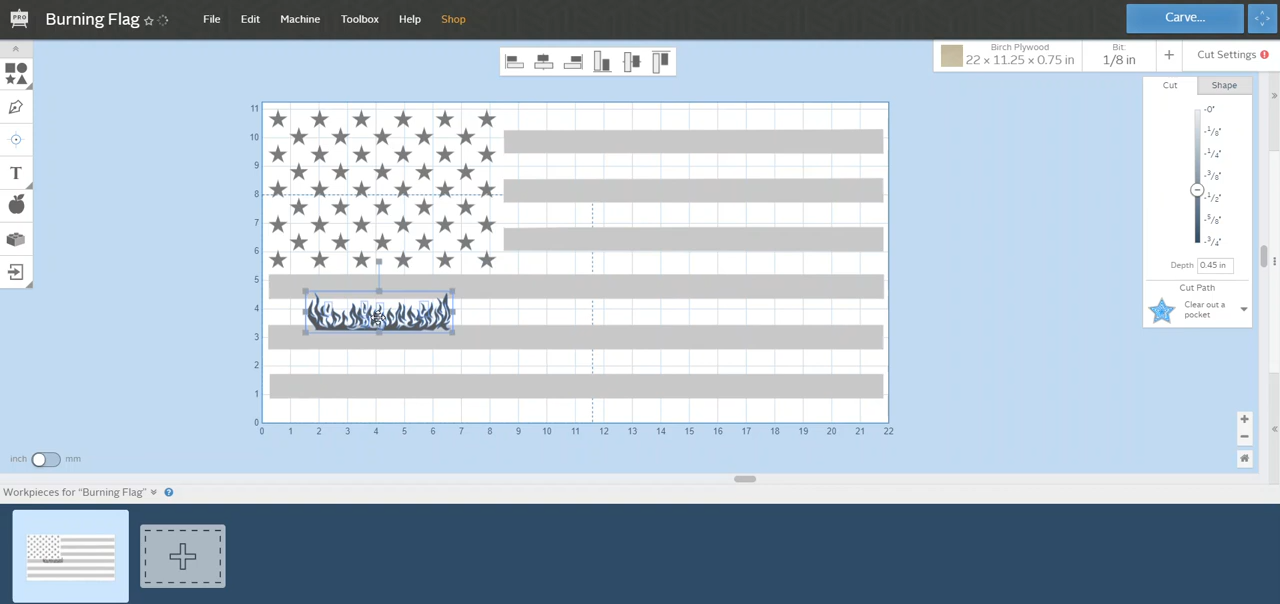 PRO
Burning Flag
File Edit Machine Toolbox Help Shop
Carve...
Birch Plywood
22 × 11.25 × 0.75 in
Bit:
1/8 in
+
Cut Settings
Cut Shape
-0"
-1/8"
-1/4"
-3/8"
-1/2"
-5/8"
-3/4"
Depth 0.45 in
Cut Path
Clear out a
pocket
T
11
10
9
8
7
6
5
4
3
2
1
0
0 1 2 3 4 5 6 7 8 9 10 11 12 13 14 15 16 17 18 19 20 21 22
inch mm
Workpieces for “Burning Flag” ?